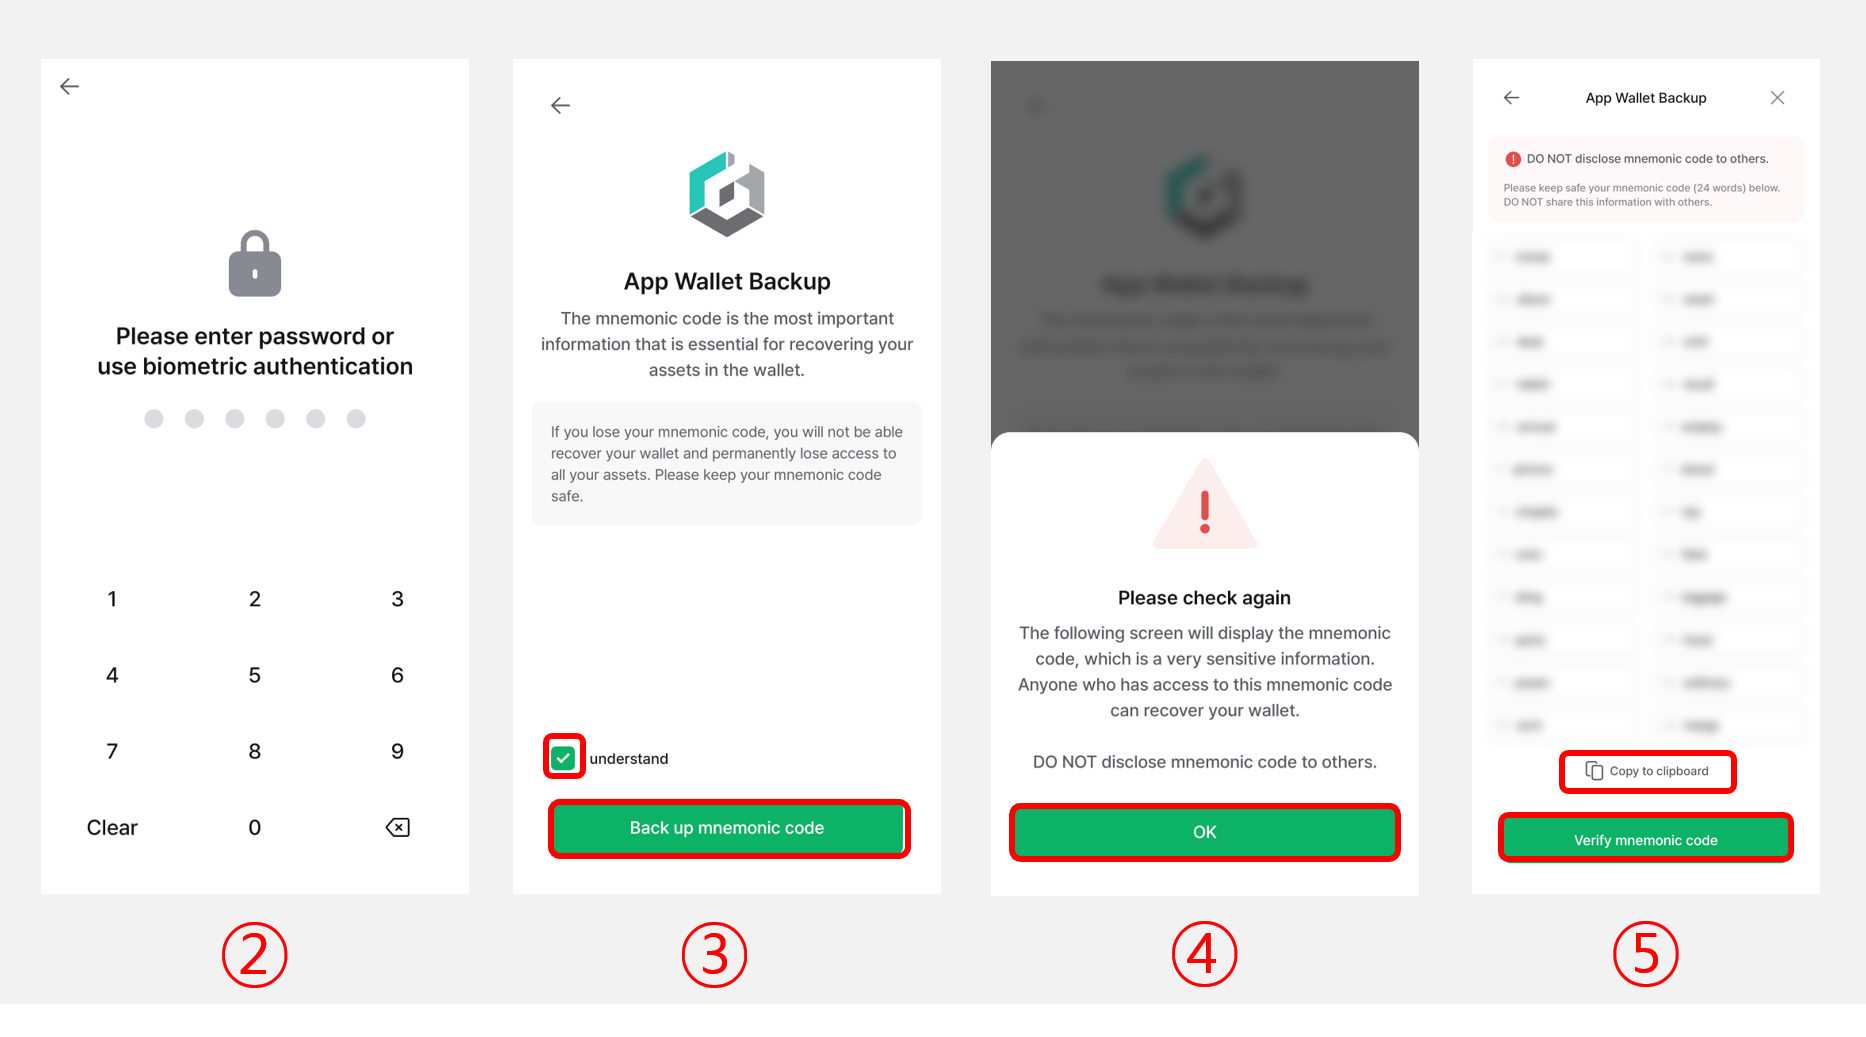 Please enter password or
use biometric authentication
1 2 3
4 5 6
7 8 9
Clear 0
②
App Wallet Backup
The mnemonic code is the most important
information that is essential for recovering your
assets in the wallet.
If you lose your mnemonic code, you will not be able
recover your wallet and permanently lose access to
all your assets. Please keep your mnemonic code
safe.
understand
Back up mnemonic code
③
App Wallet Backup
Please check again
The following screen will display the mnemonic
code, which is a very sensitive information.
Anyone who has access to this mnemonic code
can recover your wallet.
DO NOT disclose mnemonic code to others.
OK
④
App Wallet Backup
DO NOT disclose mnemonic code to others.
Please keep safe your mnemonic code (24 words) below.
DO NOT share this information with others.
Copy to clipboard
Verify mnemonic code
⑤